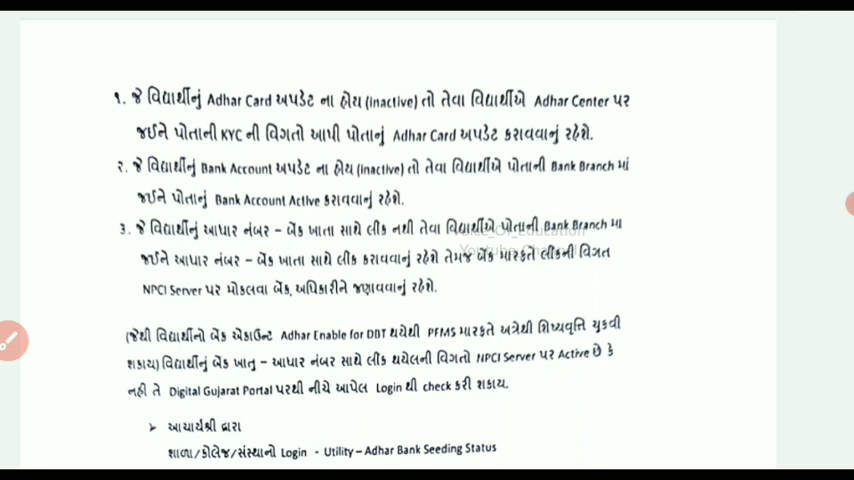 ૧. જે વિદ્યાર્થીનું Adhar Card અપડેટ ના હોય (Inactive) તો તેવા વિદ્યાર્થીએ Adhar Center પર
જઈને પોતાની KYC ની વિગતો આપી પોતાનું Adhar Card અપડેટ કરાવવાનું રહેશે.
૨. જે વિદ્યાર્થીનું Bank Account અપડેટ ના હોય (Inactive) તો તેવા વિદ્યાર્થીએ પોતાની Bank Branch માં
જઈને પોતાનું Bank Account Active કરાવવાનું રહેશે.
૩. જે વિદ્યાર્થીનું આધાર નંબર – બેંક ખાતા સાથે લીંક નથી તેવા વિદ્યાર્થીએ પોતાની Bank Branch મા
જઈને આધાર નંબર – બેંક ખાતા સાથે લીંક કરાવવાનું રહેશે તેમજ બેંક મારફતે લીંકની વિગત
NPCI Server પર મોકલવા બેંક અધિકારીને જણાવવાનું રહેશે.
Voice_Of_Education
Youtube Channel
(જેથી વિદ્યાર્થીનો બેંક એકાઉન્ટ Adhar Enable for DBT થયેથી PFMS મારફતે અત્રેથી શિષ્યવૃત્તિ ચુકવી
શકાય) વિદ્યાર્થીનું બેંક ખાતુ – આધાર નંબર સાથે લીંક થયેલની વિગતો NPCI Server પર Active છે કે
નહી તે Digital Gujarat Portal પરથી નીચે આપેલ Login થી check કરી શકાય.
➤ આચાર્યશ્રી દ્વારા
શાળા/કોલેજ/સંસ્થાનો Login - Utility – Adhar Bank Seeding Status